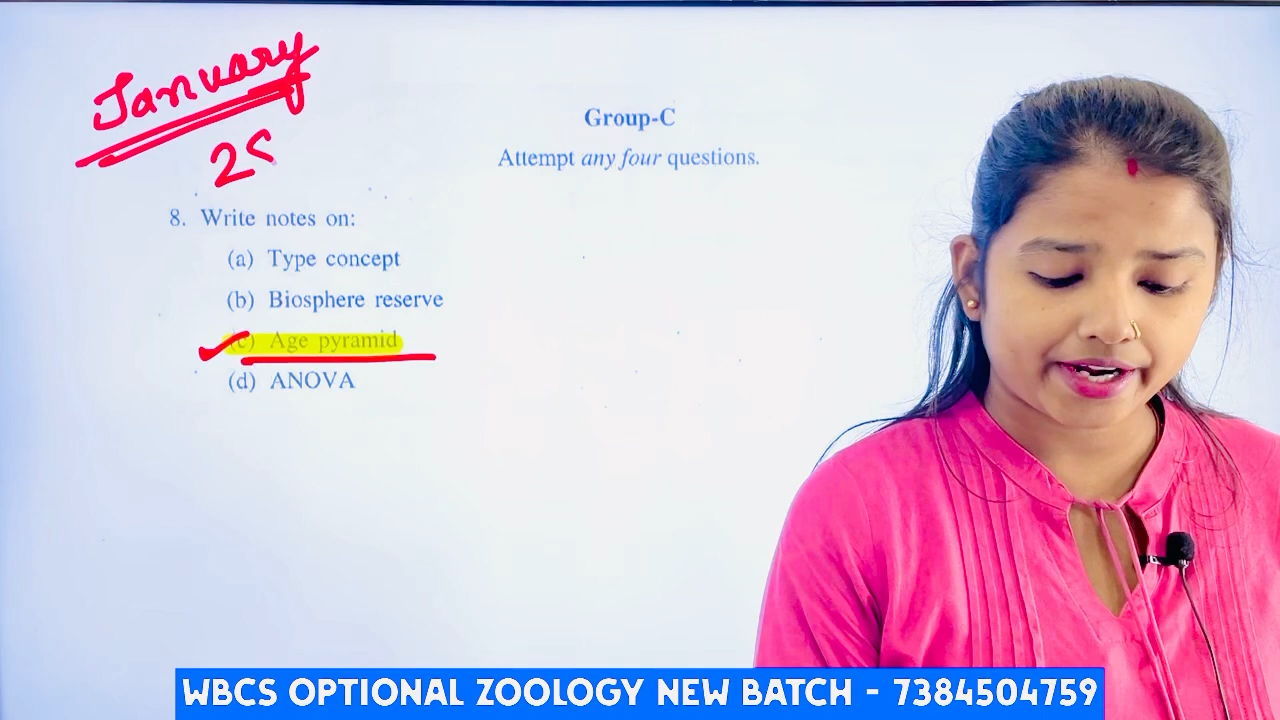 January
Group-C
Attempt any four questions.
8. Write notes on:
(a) Type concept
(b) Biosphere reserve
(c) Age pyramid
(d) ANOVA
WBCS OPTIONAL ZOOLOGY NEW BATCH - 7384504759